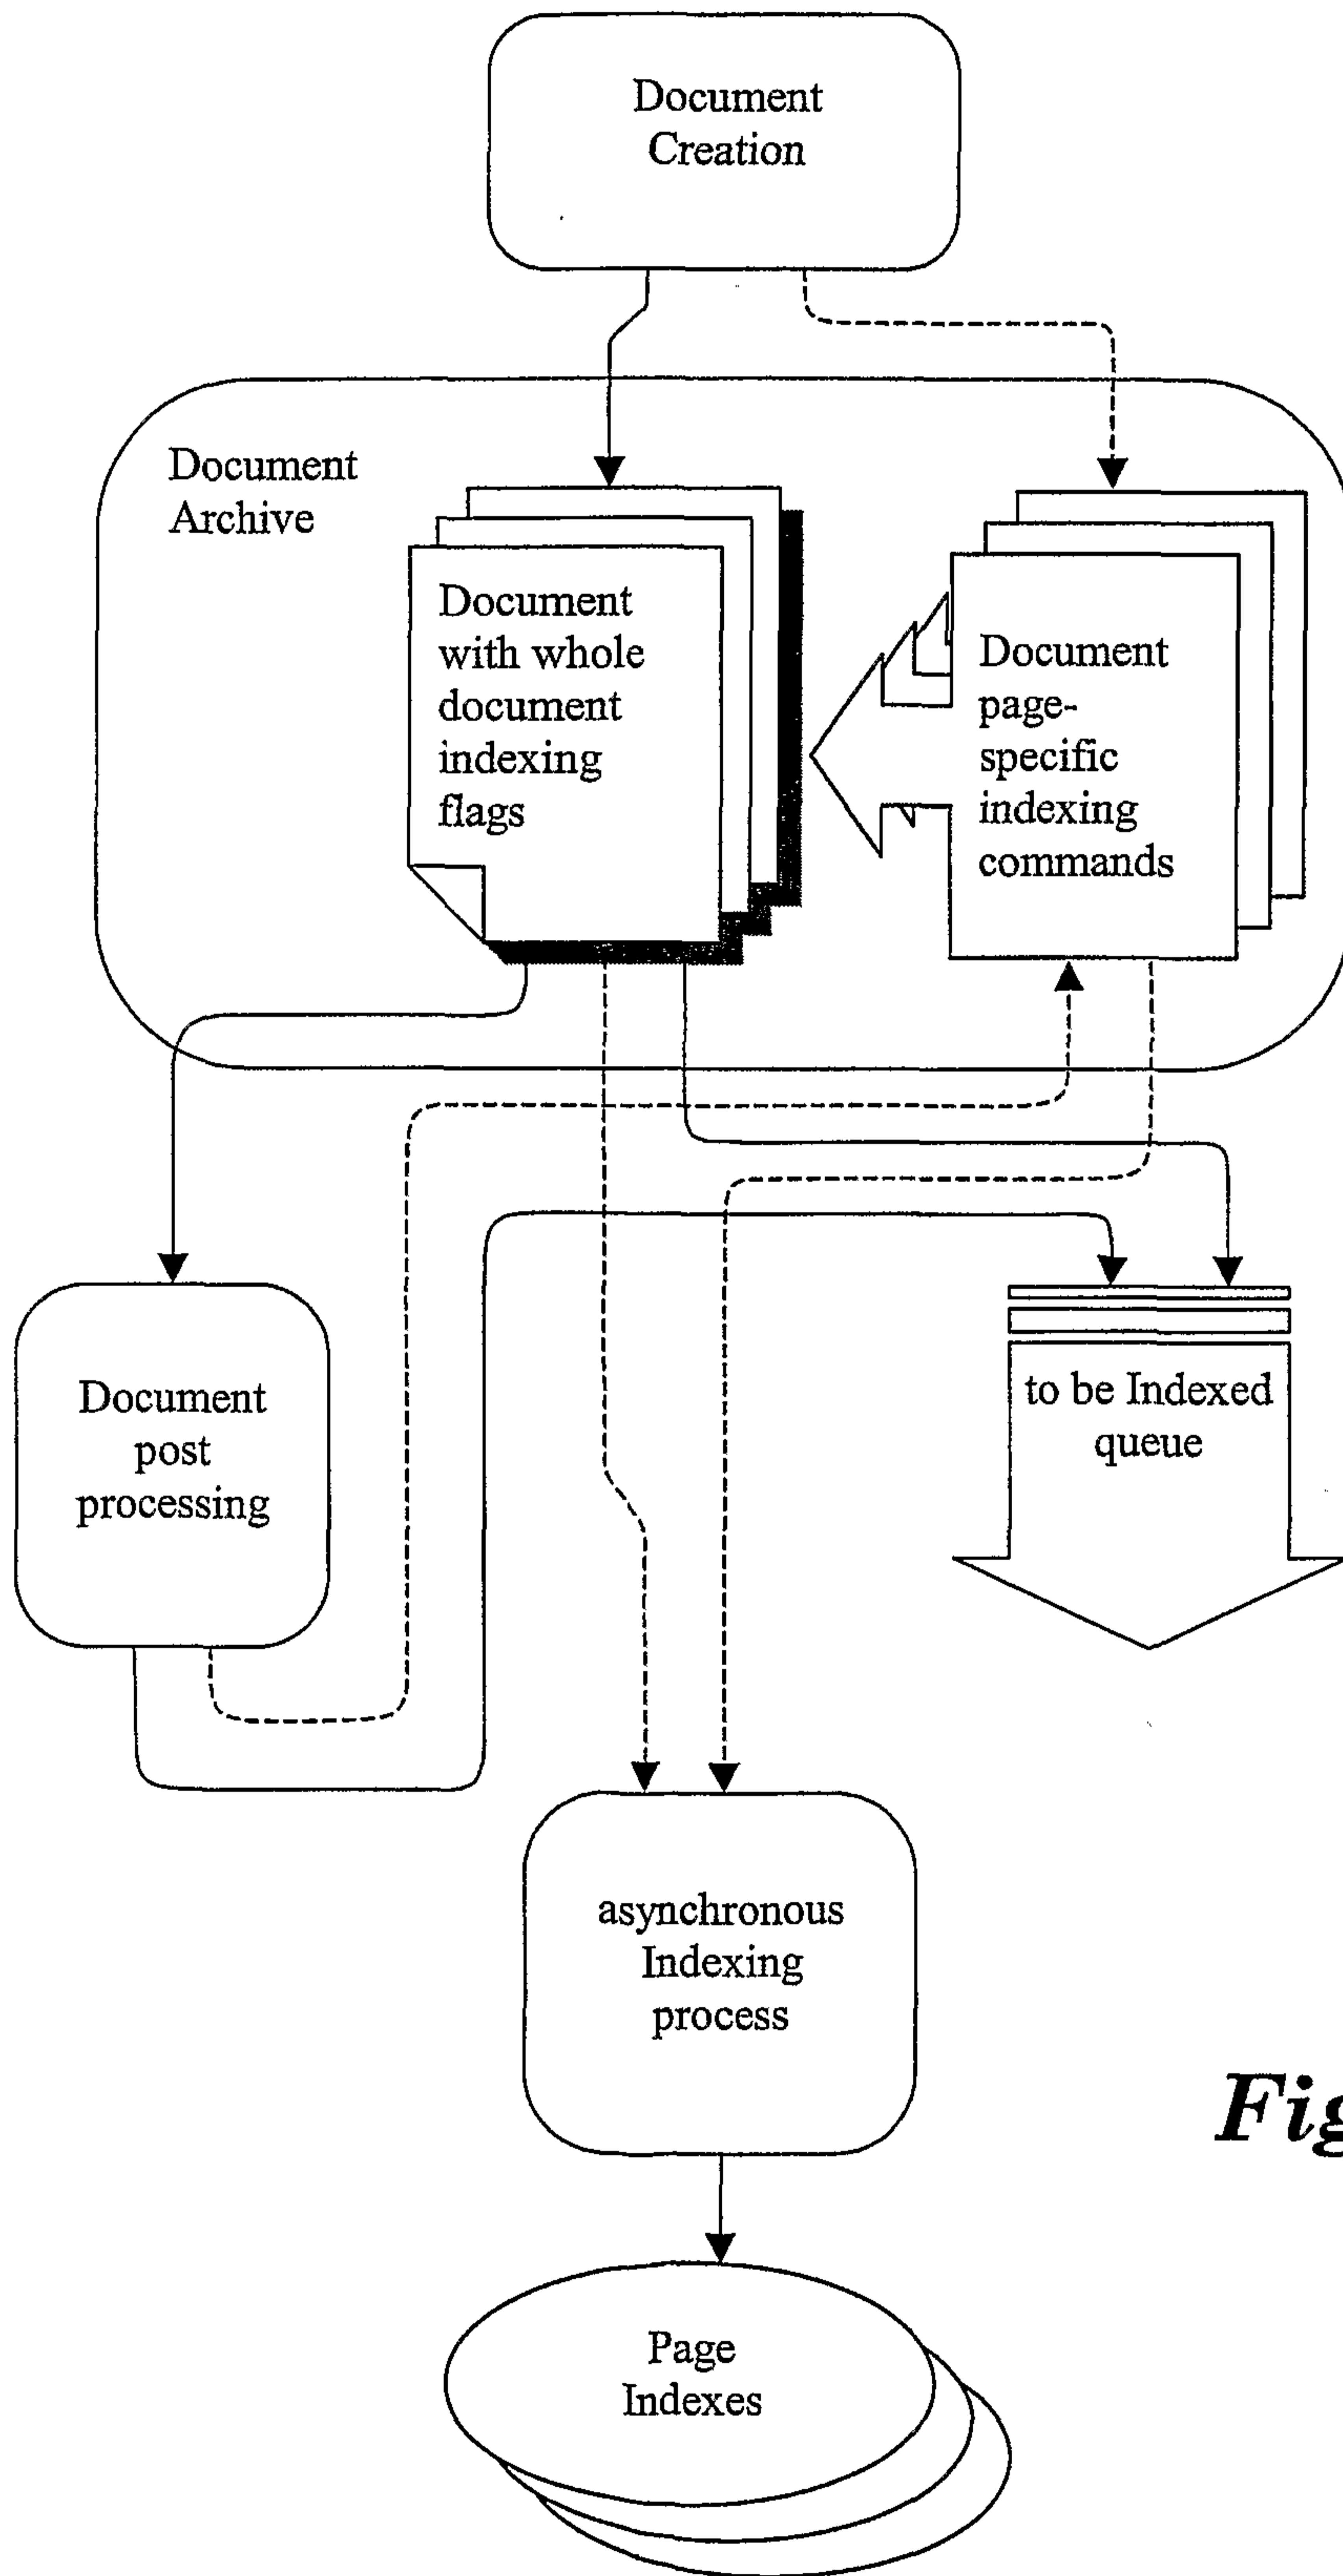 Document
Creation
Document
Archive
Document
with whole
document
indexing
flags
Document
page-
specific
indexing
commands
Document
post
processing
to be Indexed
queue
asynchronous
Indexing
process
Fig
Page
Indexes